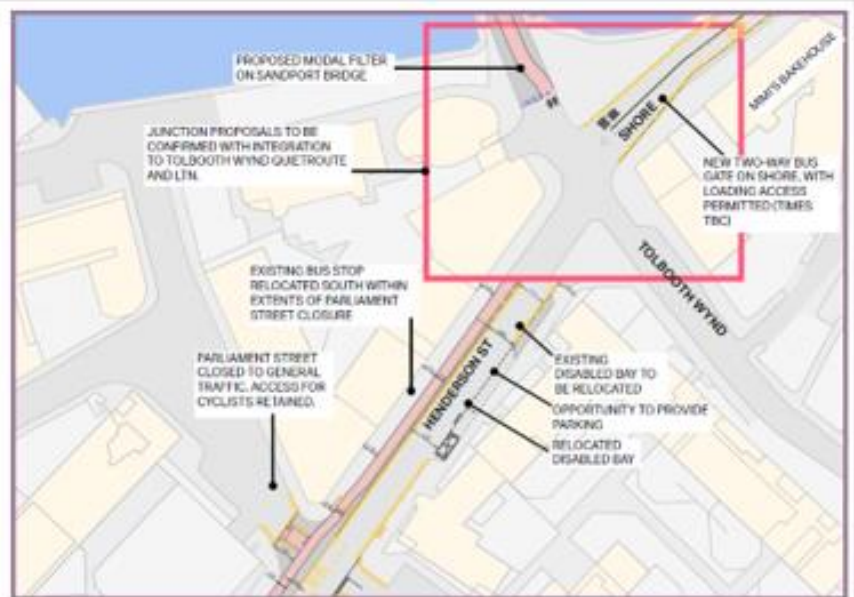 PROPOSED MODAL FILTER
ON SANDPORT BRIDGE
JUNCTION PROPOSALS TO BE
CONFIRMED WITH INTEGRATION
TO TOLBOOTH WYND QUIETROUTE
AND LTN.
SHORE
MIMI'S BAKEHOUSE
NEW TWO-WAY BUS
GATE ON SHORE, WITH
LOADING ACCESS
PERMITTED (TIMES
TBC)
TOLBOOTH WYND
EXISTING BUS STOP
RELOCATED SOUTH WITHIN
EXTENTS OF PARLIAMENT
STREET CLOSURE
PARLIAMENT STREET
CLOSED TO GENERAL
TRAFFIC. ACCESS FOR
CYCLISTS RETAINED.
HENDERSON ST
EXISTING
DISABLED BAY TO
BE RELOCATED
OPPORTUNITY TO PROVIDE
PARKING
RELOCATED
DISABLED BAY